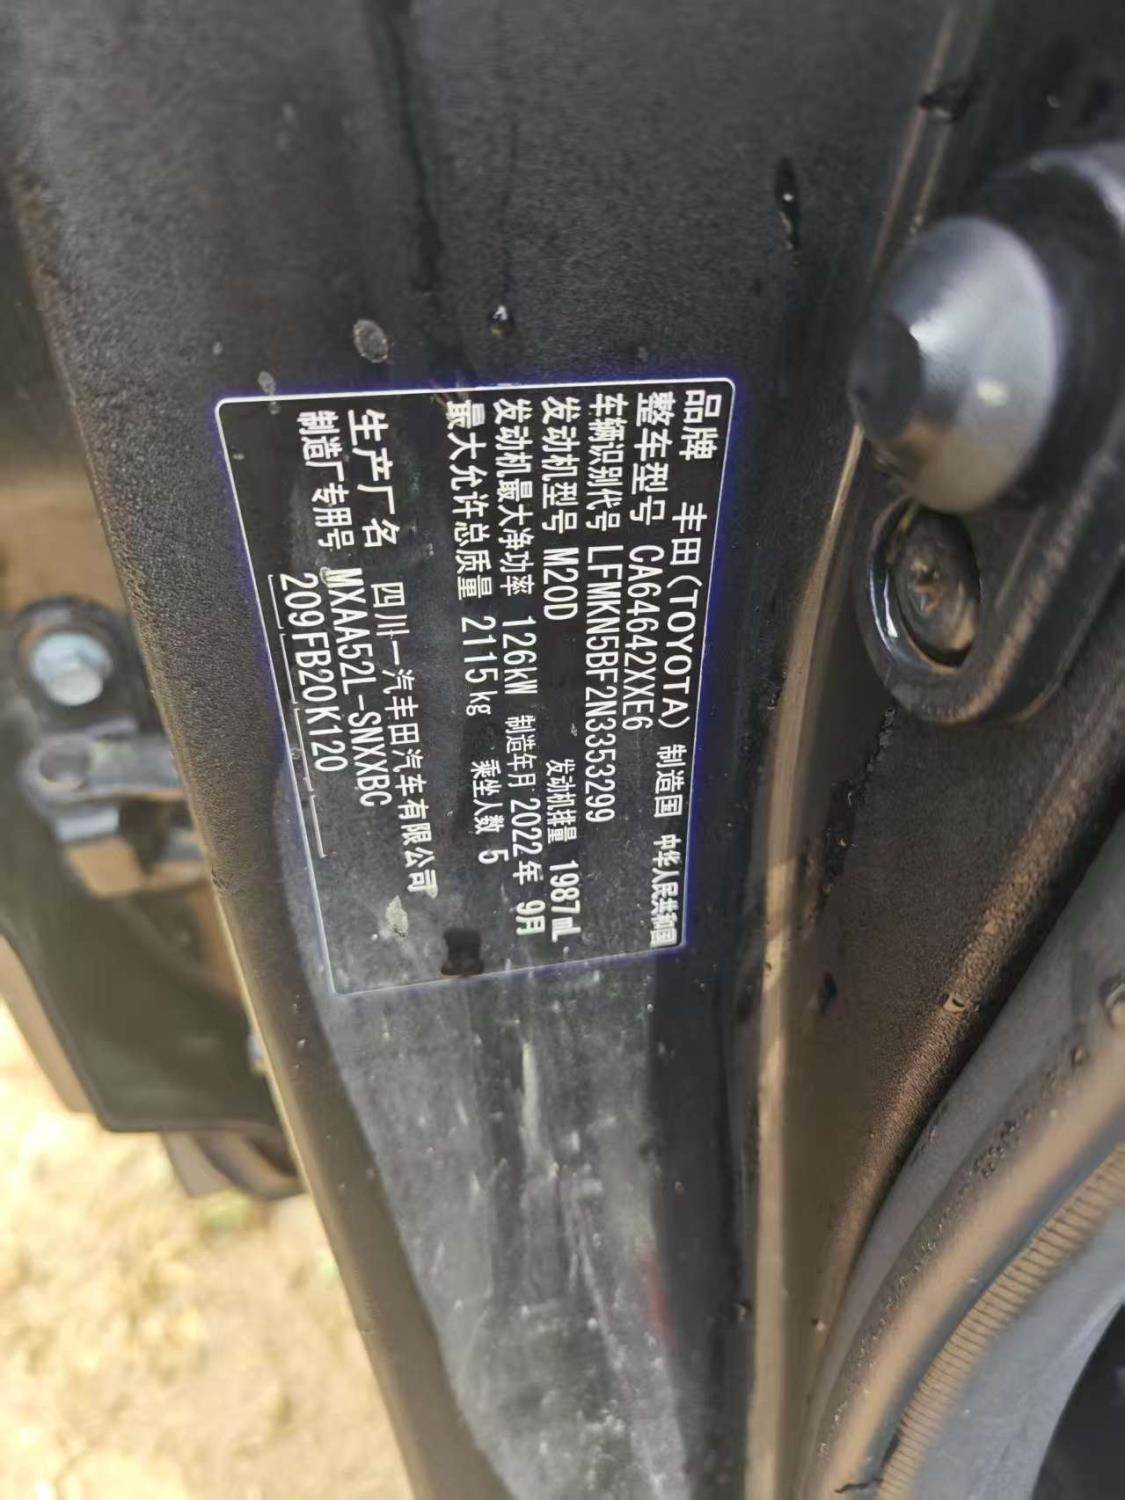 品牌 丰田(TOYOTA) 制造国 中华人民共和国
整车型号 CA64642XXE6
车辆识别代号 LFMKN5BF2N3353299
发动机型号 M20D 发动机排量 1987mL
发动机最大净功率 126kW 制造年月 2022年 9月
最大允许总质量 2115kg 乘坐人数 5
生产厂名 四川一汽丰田汽车有限公司
制造厂专用号 MXAA52L-SNXXBC
209FB20K120